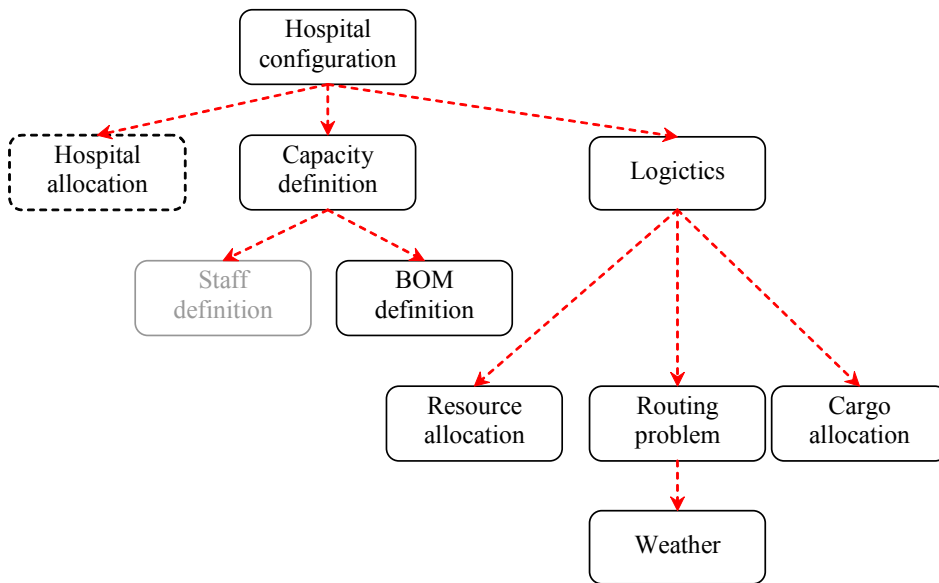 Hospital
configuration
Hospital
allocation
Capacity
definition
Logictics
Staff
definition
BOM
definition
Resource
allocation
Routing
problem
Cargo
allocation
Weather